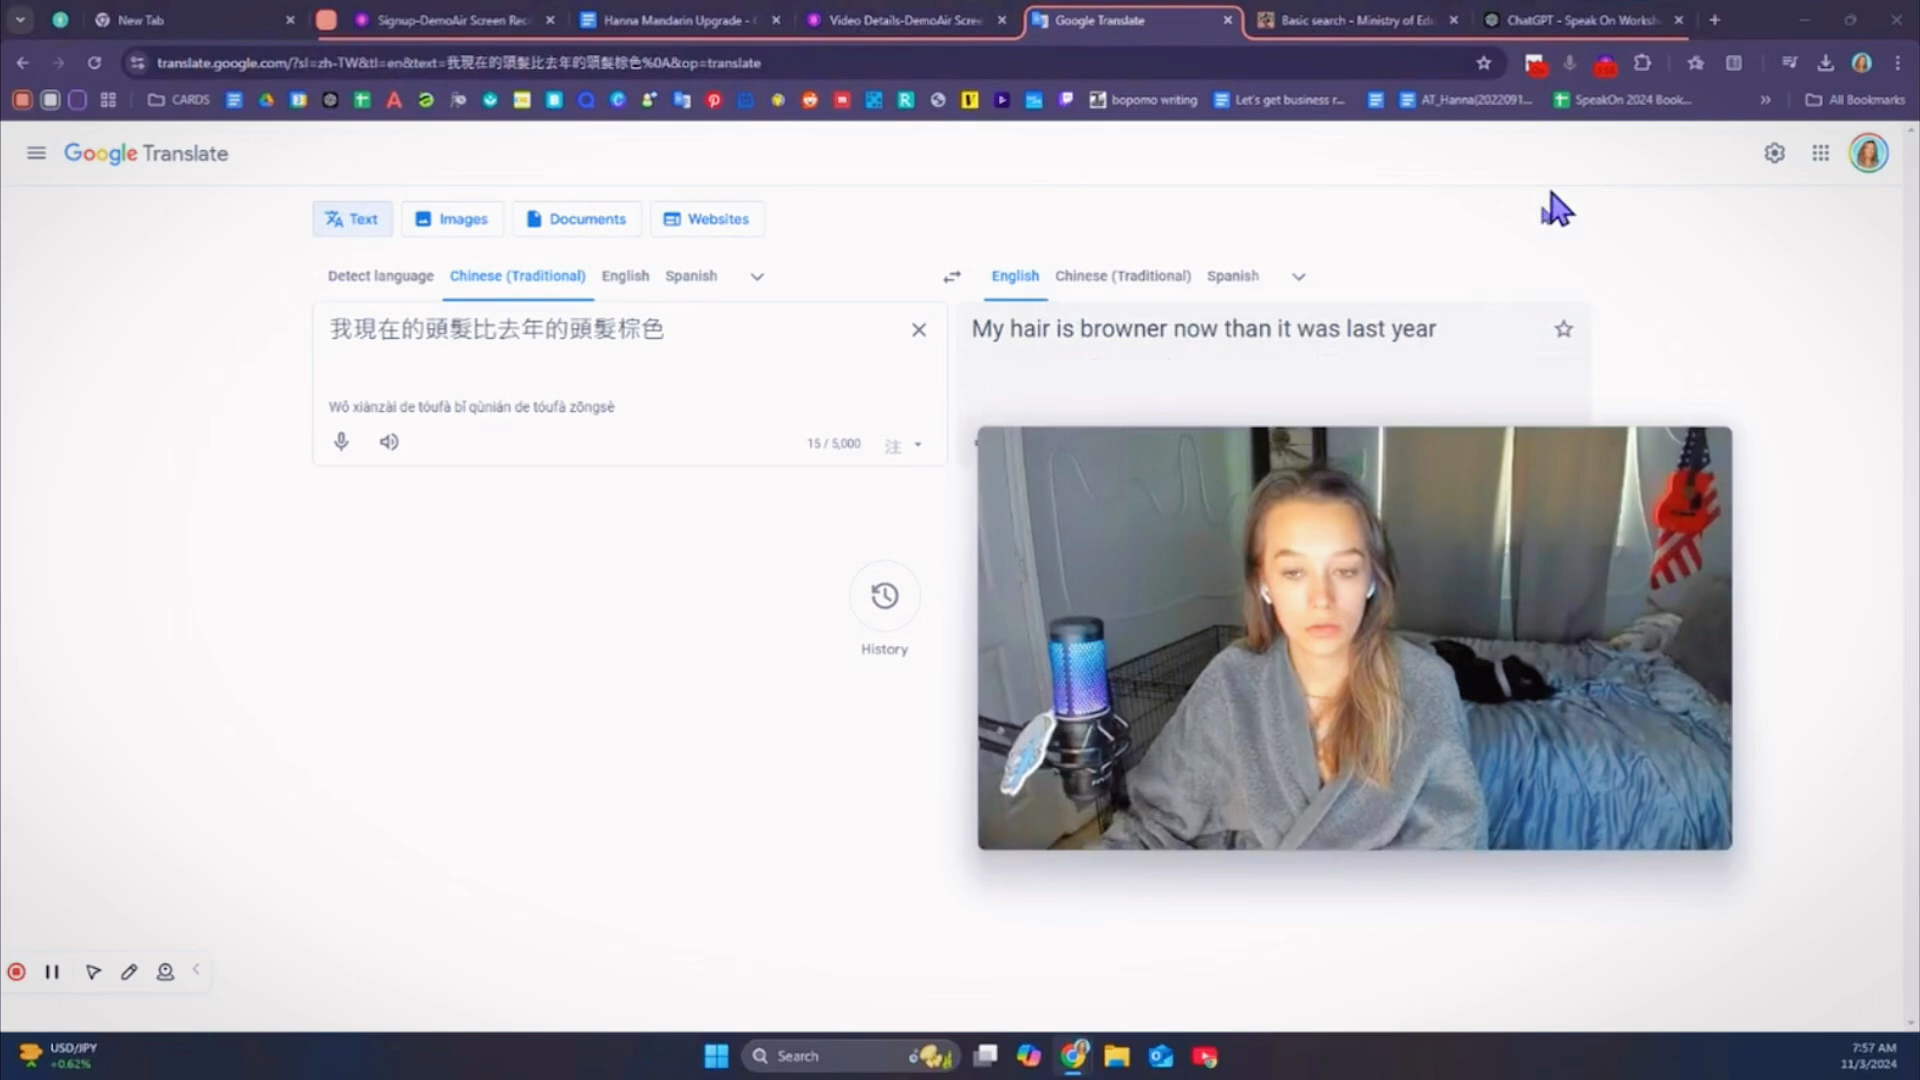 New Tab
Signup-DemoAir Screen Rec
Hanna Mandarin Upgrade -
Video Details-DemoAir Scree
Google Translate
Basic search - Ministry of Edu
ChatGPT - Speak On Worksh
translate.google.com/?sl=zh-TW&tl=en&text=我現在的頭髮比去年的頭髮棕色%0A&op=translate
CARDS
bopomo writing
Let's get business r...
AT_Hanna(2022091...
SpeakOn 2024 Book...
All Bookmarks
Google Translate
Text
Images
Documents
Websites
Detect language
Chinese (Traditional)
English
Spanish
English
Chinese (Traditional)
Spanish
我現在的頭髮比去年的頭髮棕色
My hair is browner now than it was last year
Wǒ xiànzài de tóufǎ bǐ qùnián de tóufǎ zōngsè
15 / 5,000
注
History
USD/JPY
+0.62%
Search
7:57 AM
11/3/2024